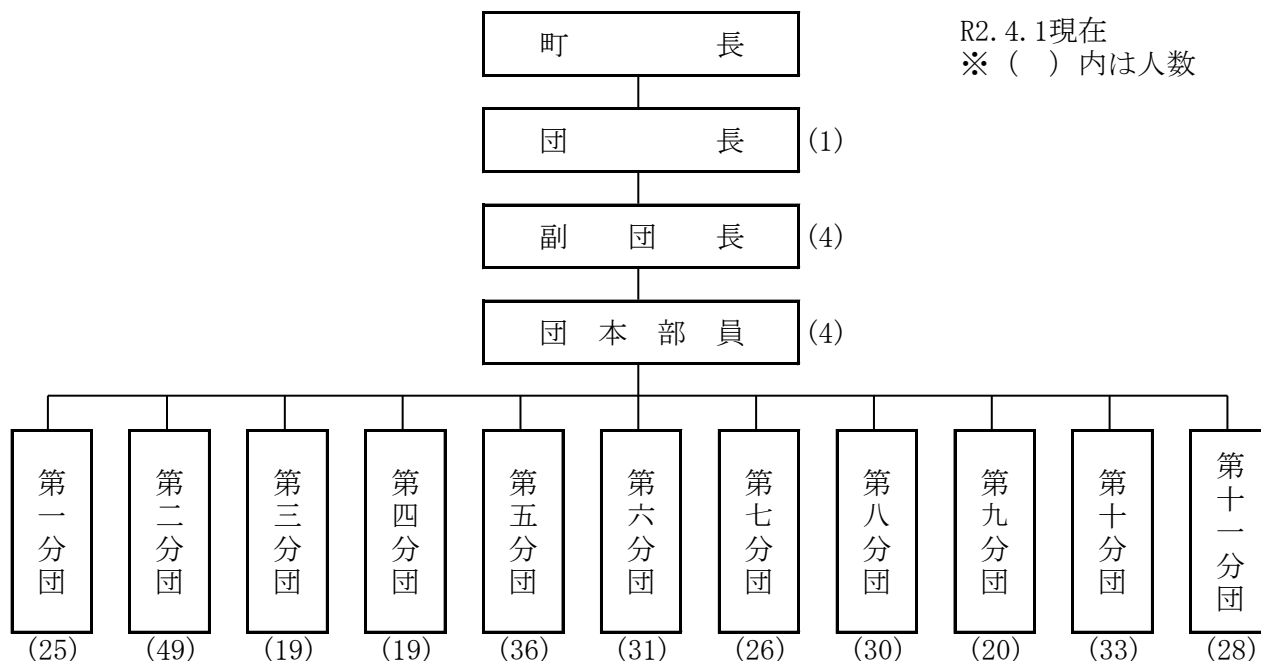 R2.4.1現在
※（　）内は人数
町長
団長 (1)
副団長 (4)
団本部員 (4)
第一分団
第二分団
第三分団
第四分団
第五分団
第六分団
第七分団
第八分団
第九分団
第十分団
第十一分団
(25) (49) (19) (19) (36) (31) (26) (30) (20) (33) (28)